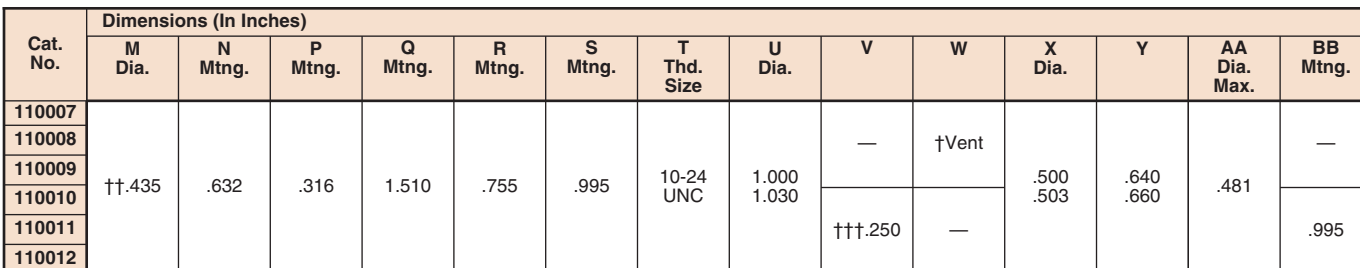 Cat. No. Dimensions (In Inches)
M Dia. N Mtng. P Mtng. Q Mtng. R Mtng. S Mtng. T Thd. Size U Dia. V W X Dia. Y AA Dia. Max. BB Mtng.
110007
110008 — †Vent —
110009
††.435 .632 .316 1.510 .755 .995 10-24 UNC 1.000 1.030 .500 .503 .640 .660 .481
110010
110011 †††.250 — .995
110012